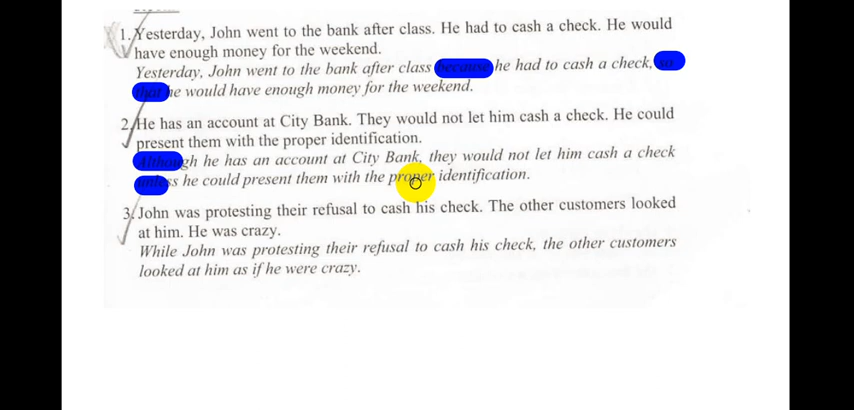 1. Yesterday, John went to the bank after class. He had to cash a check. He would
have enough money for the weekend.
Yesterday, John went to the bank after class because he had to cash a check, so
that he would have enough money for the weekend.
2. He has an account at City Bank. They would not let him cash a check. He could
present them with the proper identification.
Although he has an account at City Bank, they would not let him cash a check
unless he could present them with the proper identification.
3. John was protesting their refusal to cash his check. The other customers looked
at him. He was crazy.
While John was protesting their refusal to cash his check, the other customers
looked at him as if he were crazy.